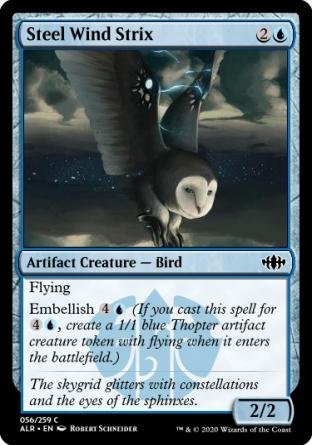 Steel Wind Strix 2
Artifact Creature — Bird
Flying
Embellish 4 (If you cast this spell for
4 , create a 1/1 blue Thopter artifact
creature token with flying when it enters
the battlefield.)
The skygrid glitters with constellations
and the eyes of the sphinxes.
2/2
056/259 C
ALR • EN ROBERT SCHNEIDER ™ & © 2020 Wizards of the Coast